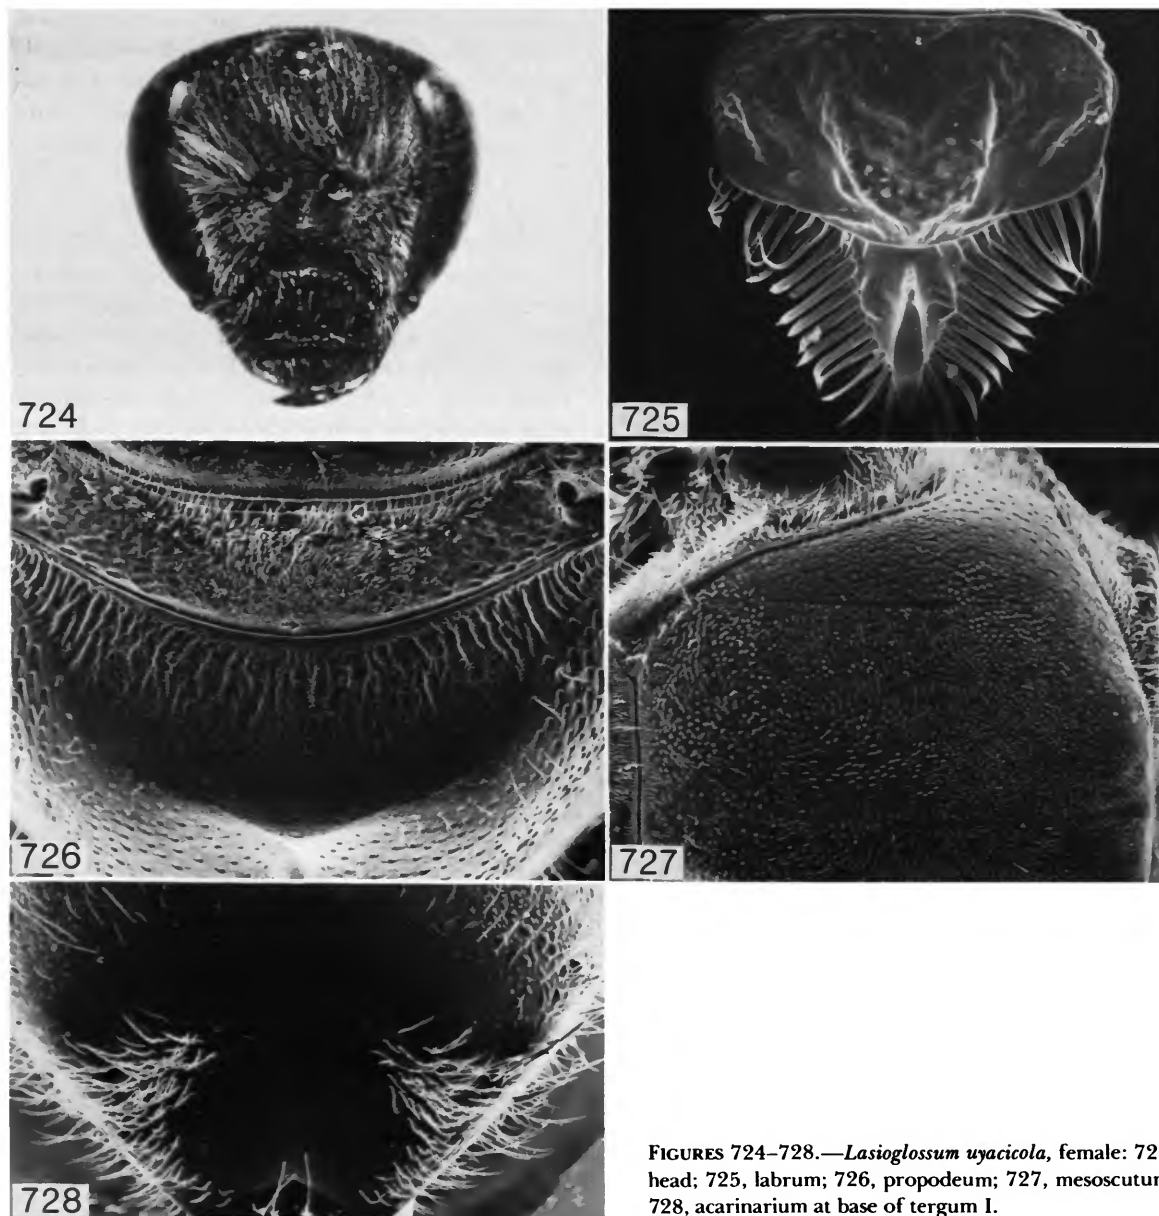 724
725
726
727
728
FIGURES 724–728.—Lasioglossum uyacicola, female: 72
head; 725, labrum; 726, propodeum; 727, mesoscutum
728, acarinarium at base of tergum I.